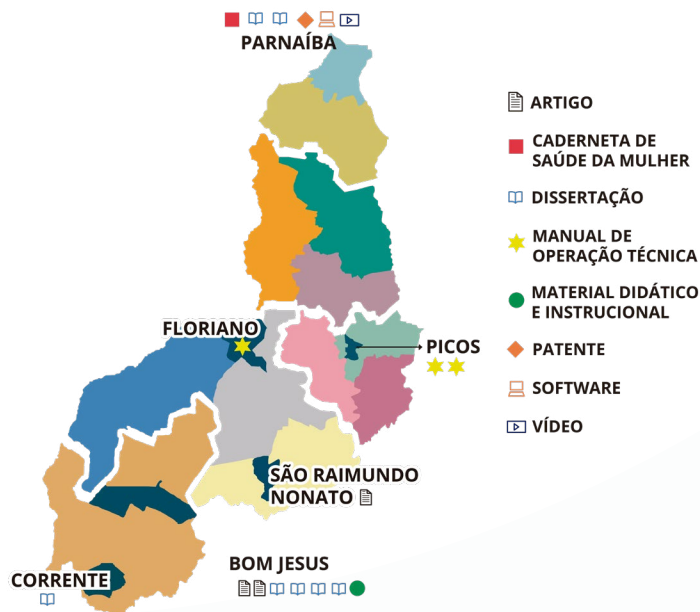 PARNAÍBA
ARTIGO
CADERNETA DE
SAÚDE DA MULHER
DISSERTAÇÃO
MANUAL DE
OPERAÇÃO TÉCNICA
MATERIAL DIDÁTICO
E INSTRUCIONAL
PATENTE
SOFTWARE
VÍDEO
FLORIANO
PICOS
SÃO RAIMUNDO
NONATO
BOM JESUS
CORRENTE